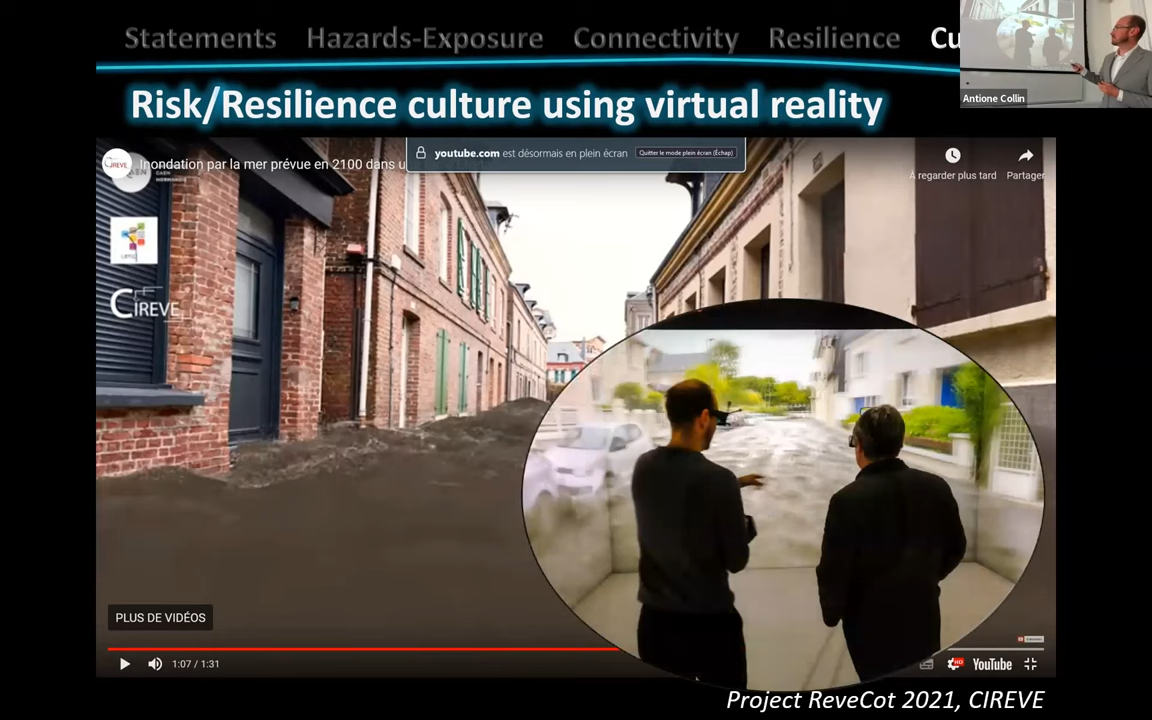 Statements Hazards-Exposure Connectivity Resilience Cu
Antione Collin
Risk/Resilience culture using virtual reality
Inondation par la mer prévue en 2100 dans u
youtube.com est désormais en plein écran Quitter le mode plein écran (Échap)
À regarder plus tard Partager
CIREVE
PLUS DE VIDÉOS
1:07 / 1:31
HD
YouTube
Project ReveCot 2021, CIREVE